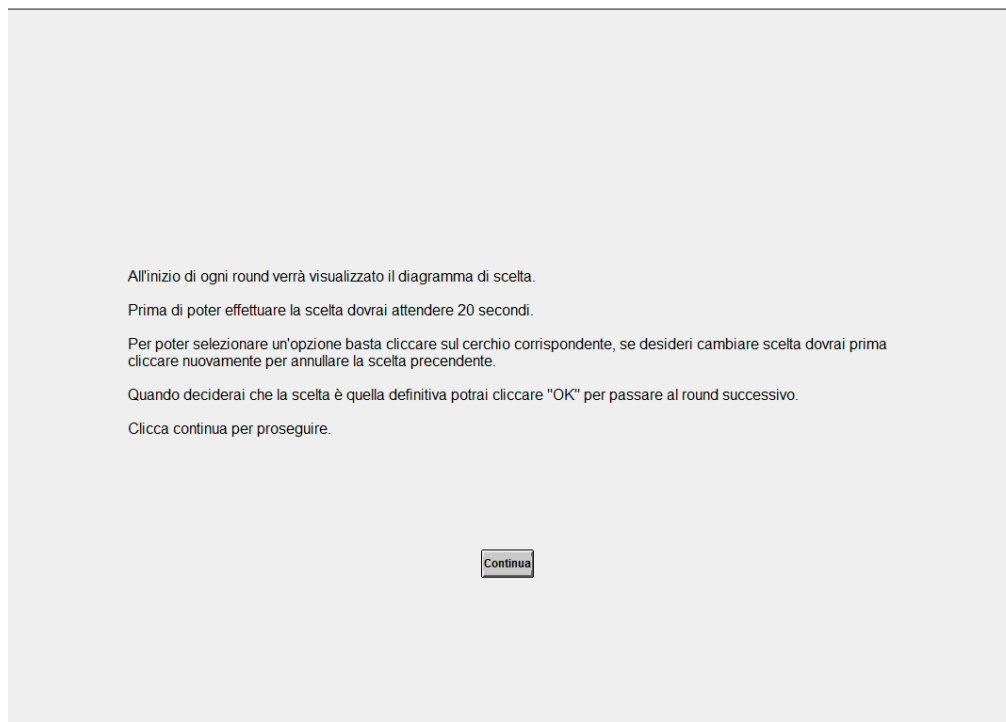 All'inizio di ogni round verrà visualizzato il diagramma di scelta.
Prima di poter effettuare la scelta dovrai attendere 20 secondi.
Per poter selezionare un'opzione basta cliccare sul cerchio corrispondente, se desideri cambiare scelta dovrai prima
cliccare nuovamente per annullare la scelta precendente.
Quando deciderai che la scelta è quella definitiva potrai cliccare "OK" per passare al round successivo.
Clicca continua per proseguire.
Continua